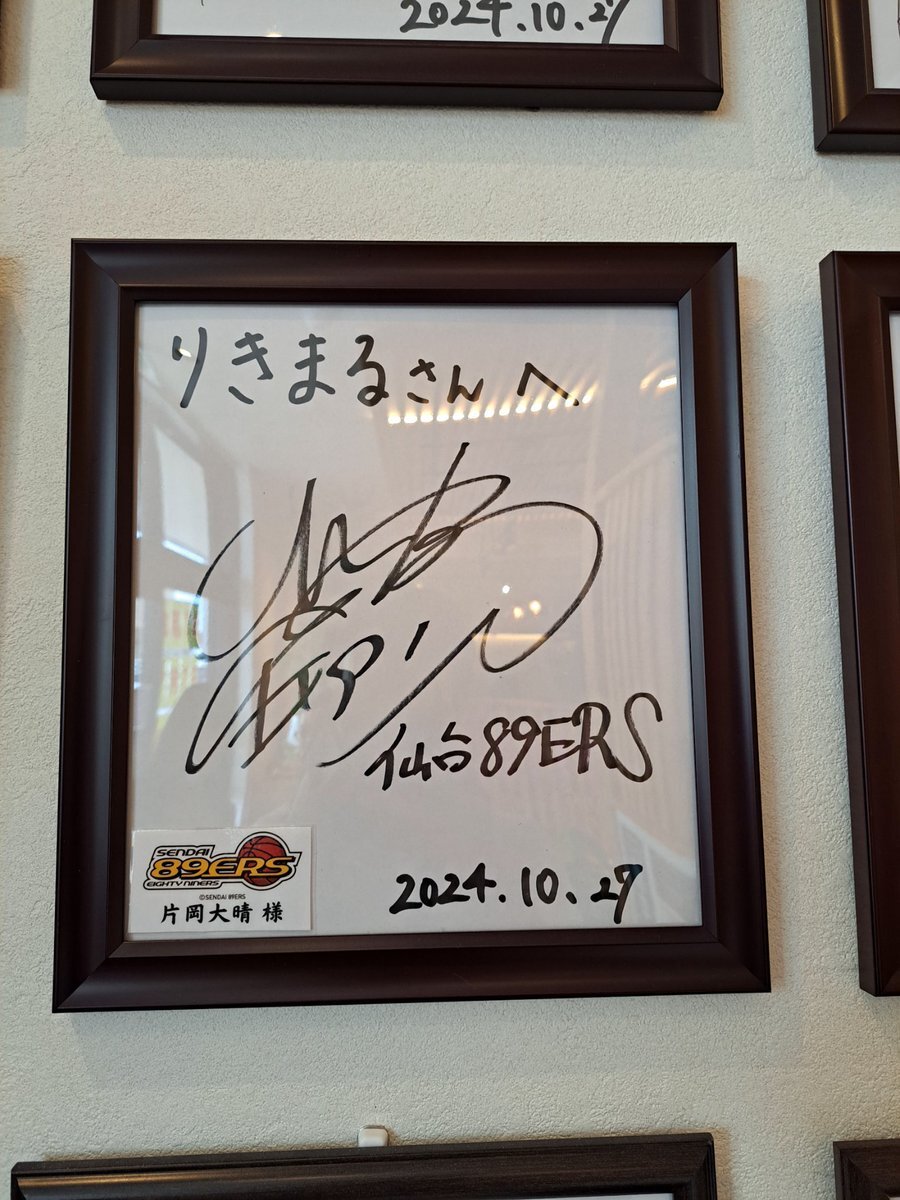 2024.10.27
りきまるさんへ
仙台89ERS
2024.10.27
SENDAI
89ERS
EIGHTY NINERS
©SENDAI 89ERS
片岡大晴 様